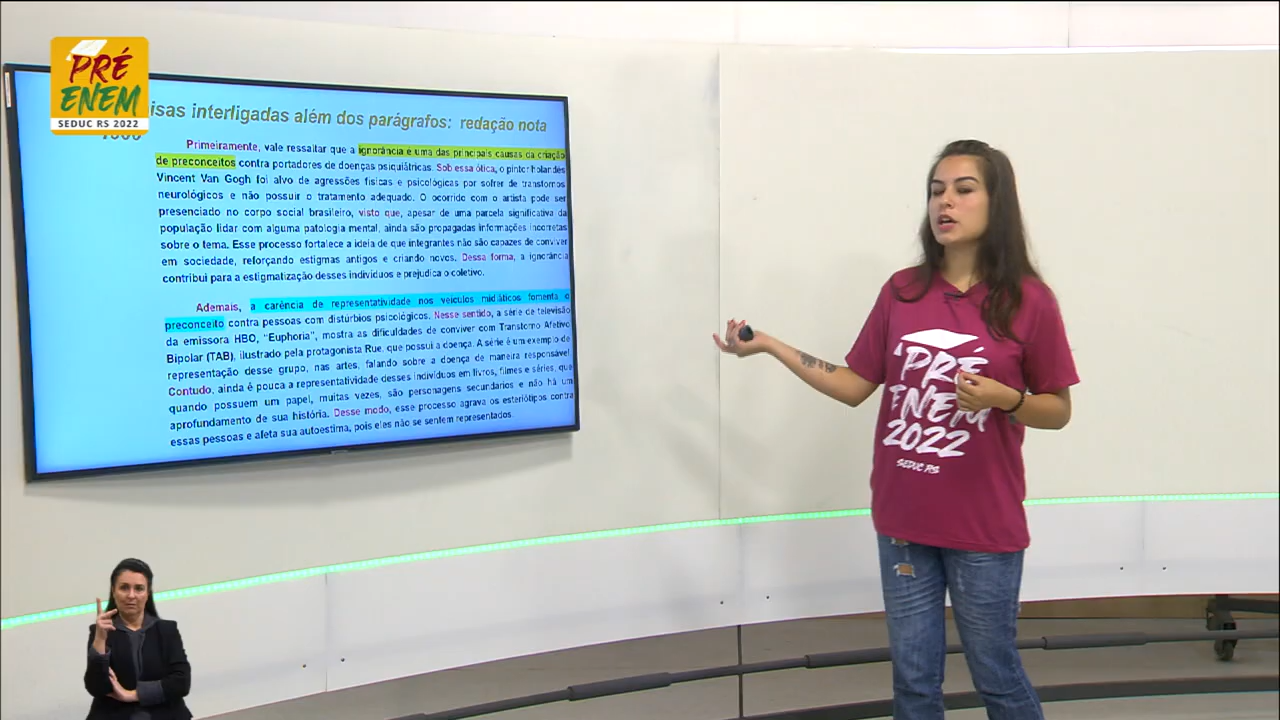 PRÉ
ENEM
SEDUC RS 2022
isas interligadas além dos parágrafos: redação nota
1000
Primeiramente, vale ressaltar que a ignorância é uma das principais causas da criação
de preconceitos contra portadores de doenças psiquiátricas. Sob essa ótica, o pintor holandês
Vincent Van Gogh foi alvo de agressões físicas e psicológicas por sofrer de transtornos
neurológicos e não possuir o tratamento adequado. O ocorrido com o artista pode ser
presenciado no corpo social brasileiro, visto que, apesar de uma parcela significativa da
população lidar com alguma patologia mental, ainda são propagadas informações incorretas
sobre o tema. Esse processo fortalece a ideia de que integrantes não são capazes de conviver
em sociedade, reforçando estigmas antigos e criando novos. Dessa forma, a ignorância
contribui para a estigmatização desses indivíduos e prejudica o coletivo.
Ademais, a carência de representatividade nos veículos midiáticos fomenta o
preconceito contra pessoas com distúrbios psicológicos. Nesse sentido, a série de televisão
da emissora HBO, "Euphoria", mostra as dificuldades de conviver com Transtorno Afetivo
Bipolar (TAB), ilustrado pela protagonista Rue, que possui a doença. A série é um exemplo de
representação desse grupo, nas artes, falando sobre a doença de maneira responsável.
Contudo, ainda é pouca a representatividade desses indivíduos em livros, filmes e séries, que
quando possuem um papel, muitas vezes, são personagens secundários e não há um
aprofundamento de sua história. Desse modo, esse processo agrava os esteriótipos contra
essas pessoas e afeta sua autoestima, pois eles não se sentem representados.
PRÉ
ENEM
2022
SEDUC RS